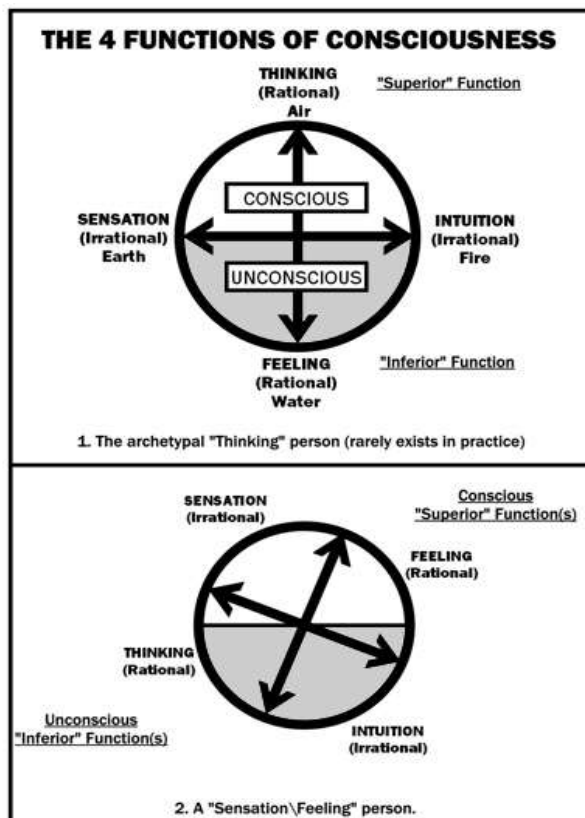 THE 4 FUNCTIONS OF CONSCIOUSNESS
THINKING
(Rational)
Air
"Superior" Function
CONSCIOUS
SENSATION
(Irrational)
Earth
INTUITION
(Irrational)
Fire
UNCONSCIOUS
FEELING
(Rational)
Water
"Inferior" Function
1. The archetypal "Thinking" person (rarely exists in practice)
SENSATION
(Irrational)
Conscious
"Superior" Function(s)
FEELING
(Rational)
THINKING
(Rational)
Unconscious
"Inferior" Function(s)
INTUITION
(Irrational)
2. A "Sensation\Feeling" person.